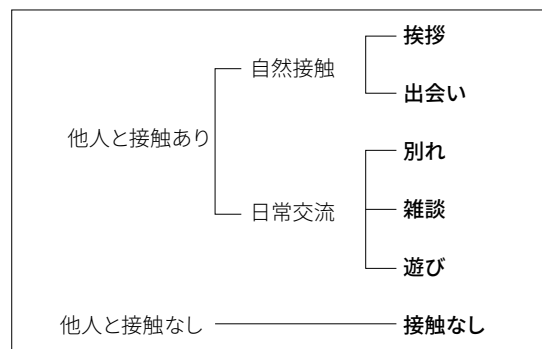 挨拶
自然接触
出会い
他人と接触あり
別れ
日常交流
雑談
遊び
他人と接触なし
接触なし